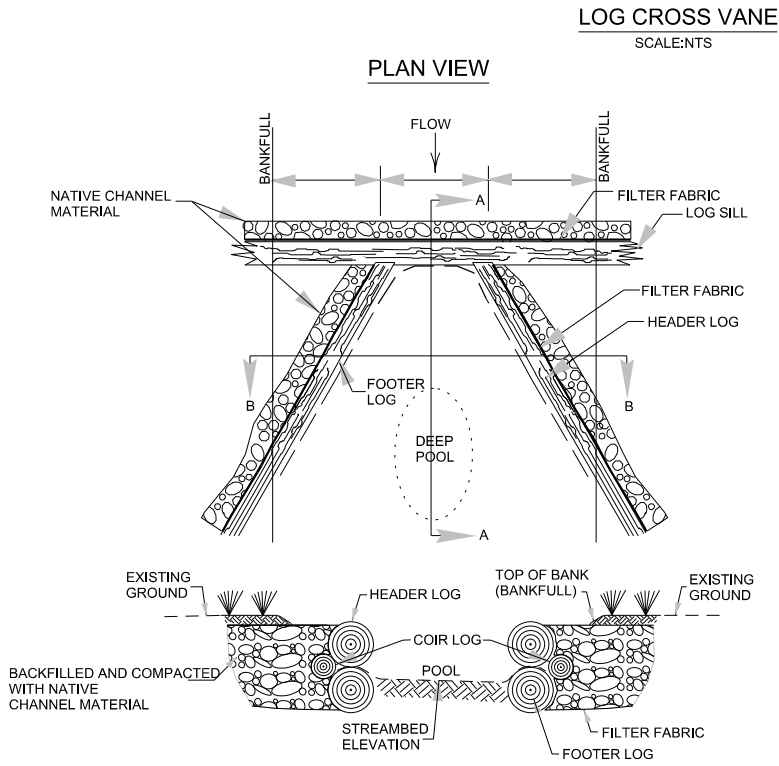 LOG CROSS VANE
SCALE:NTS
PLAN VIEW
BANKFULL
FLOW
BANKFULL
A
NATIVE CHANNEL
MATERIAL
FILTER FABRIC
LOG SILL
FILTER FABRIC
HEADER LOG
FOOTER
LOG
B
B
DEEP
POOL
A
EXISTING
GROUND
HEADER LOG
TOP OF BANK
(BANKFULL)
EXISTING
GROUND
COIR LOG
POOL
BACKFILLED AND COMPACTED
WITH NATIVE
CHANNEL MATERIAL
STREAMBED
ELEVATION
FILTER FABRIC
FOOTER LOG